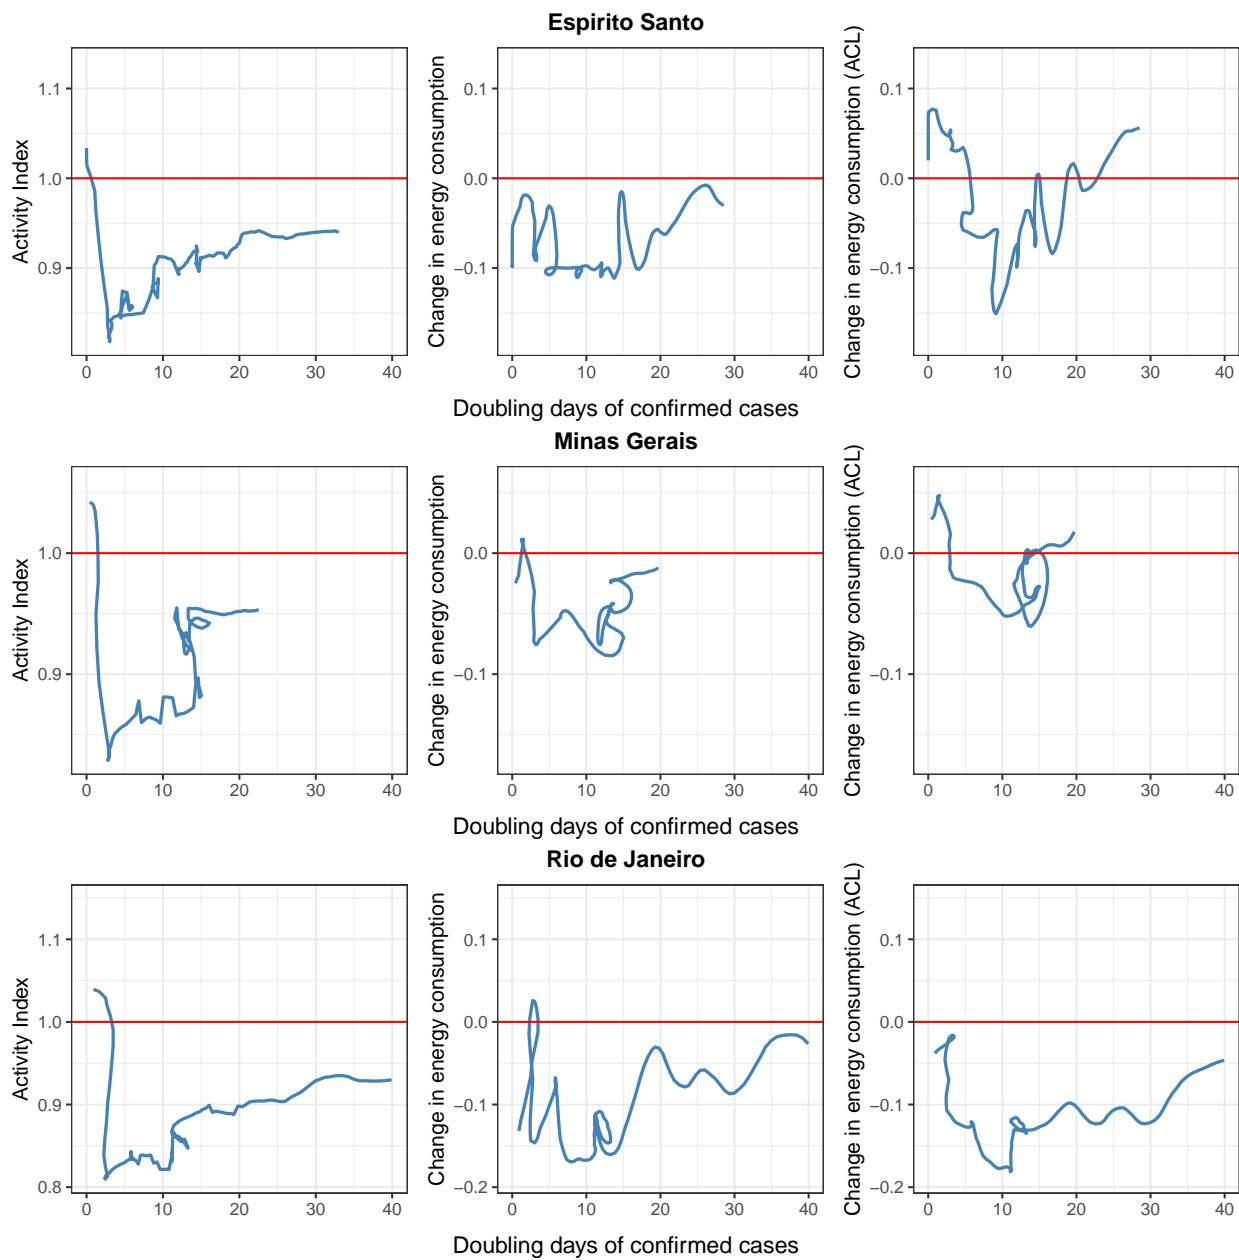 Espirito Santo
Activity Index
1.1
1.0
0.9
0 10 20 30 40
Change in energy consumption
0.1
0.0
−0.1
0 10 20 30 40
Change in energy consumption (ACL)
0.1
0.0
−0.1
0 10 20 30 40
Doubling days of confirmed cases
Minas Gerais
Activity Index
1.0
0.9
0 10 20 30 40
Change in energy consumption
0.0
−0.1
0 10 20 30 40
Change in energy consumption (ACL)
0.0
−0.1
0 10 20 30 40
Doubling days of confirmed cases
Rio de Janeiro
Activity Index
1.1
1.0
0.9
0.8
0 10 20 30 40
Change in energy consumption
0.1
0.0
−0.1
−0.2
0 10 20 30 40
Change in energy consumption (ACL)
0.1
0.0
−0.1
−0.2
0 10 20 30 40
Doubling days of confirmed cases